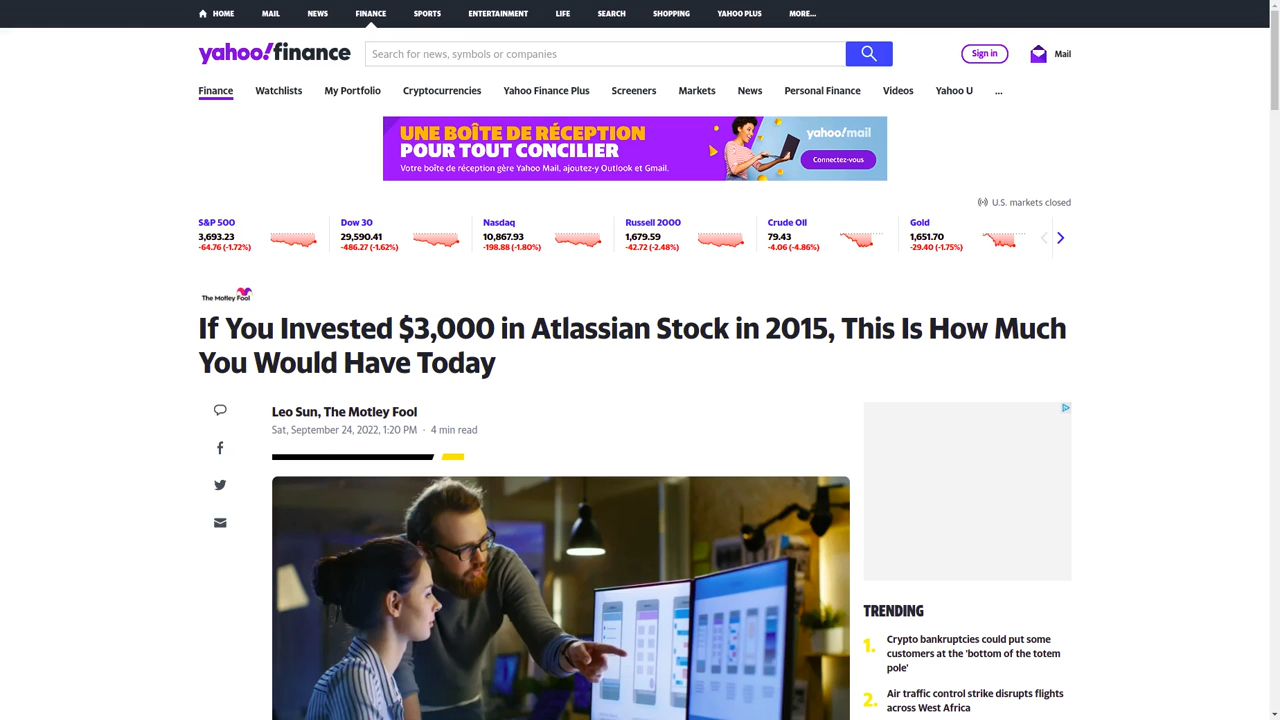 HOME MAIL NEWS FINANCE SPORTS ENTERTAINMENT LIFE SEARCH SHOPPING YAHOO PLUS MORE...
yahoo!finance
Search for news, symbols or companies
Sign in
Mail
Finance Watchlists My Portfolio Cryptocurrencies Yahoo Finance Plus Screeners Markets News Personal Finance Videos Yahoo U ...
UNE BOÎTE DE RÉCEPTION
POUR TOUT CONCILIER
Votre boîte de réception gère Yahoo Mail, ajoutez-y Outlook et Gmail.
yahoo!mail
Connectez-vous
U.S. markets closed
S&P 500
3,693.23
-64.76 (-1.72%)
Dow 30
29,590.41
-486.27 (-1.62%)
Nasdaq
10,867.93
-198.88 (-1.80%)
Russell 2000
1,679.59
-42.72 (-2.48%)
Crude Oil
79.43
-4.06 (-4.86%)
Gold
1,651.70
-29.40 (-1.75%)
The Motley Fool
If You Invested $3,000 in Atlassian Stock in 2015, This Is How Much
You Would Have Today
Leo Sun, The Motley Fool
Sat, September 24, 2022, 1:20 PM · 4 min read
TRENDING
1. Crypto bankruptcies could put some
customers at the 'bottom of the totem
pole'
2. Air traffic control strike disrupts flights
across West Africa